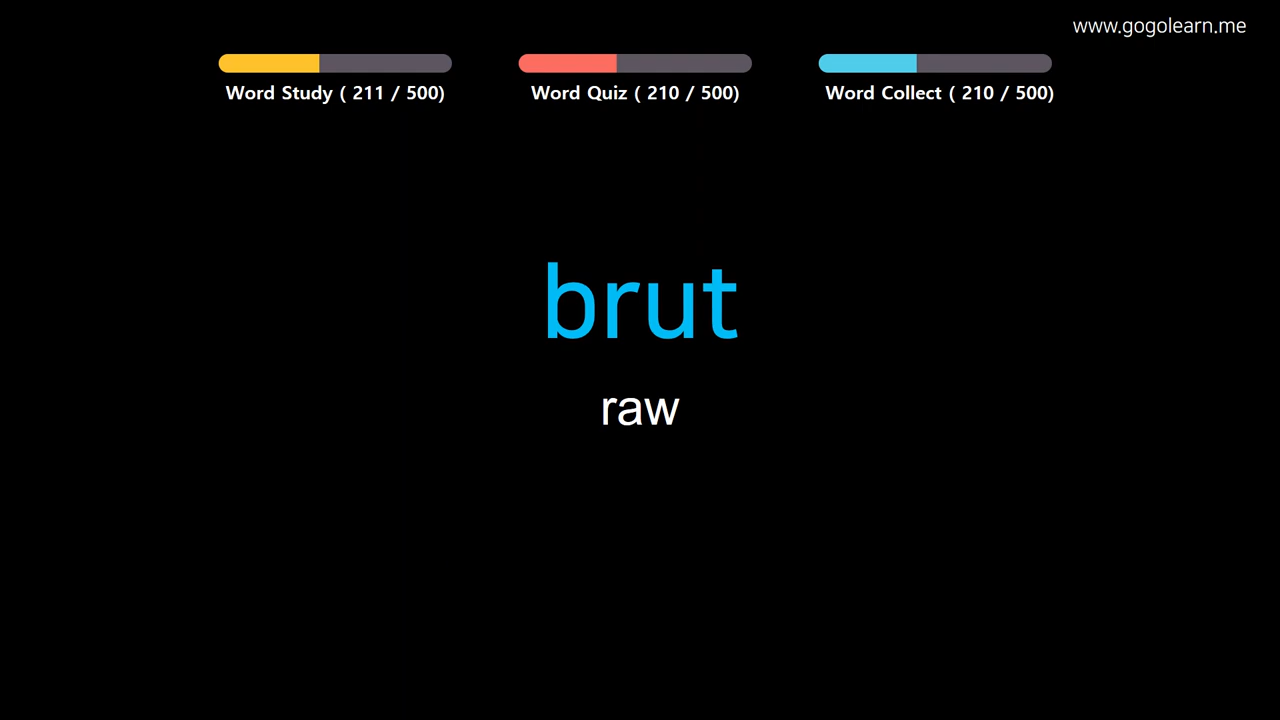 www.gogolearn.me
Word Study ( 211 / 500)
Word Quiz ( 210 / 500)
Word Collect ( 210 / 500)
brut
raw